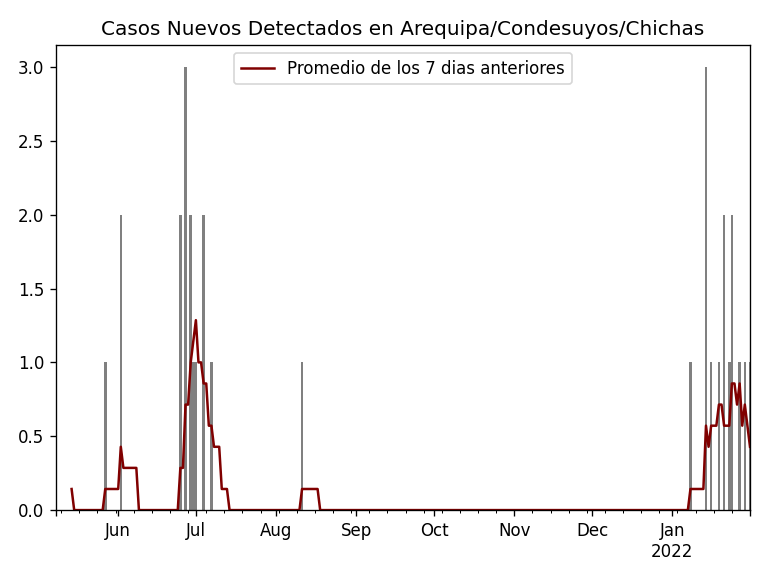 Casos Nuevos Detectados en Arequipa/Condesuyos/Chichas
Promedio de los 7 dias anteriores
3.0
2.5
2.0
1.5
1.0
0.5
0.0
Jun Jul Aug Sep Oct Nov Dec Jan
2022